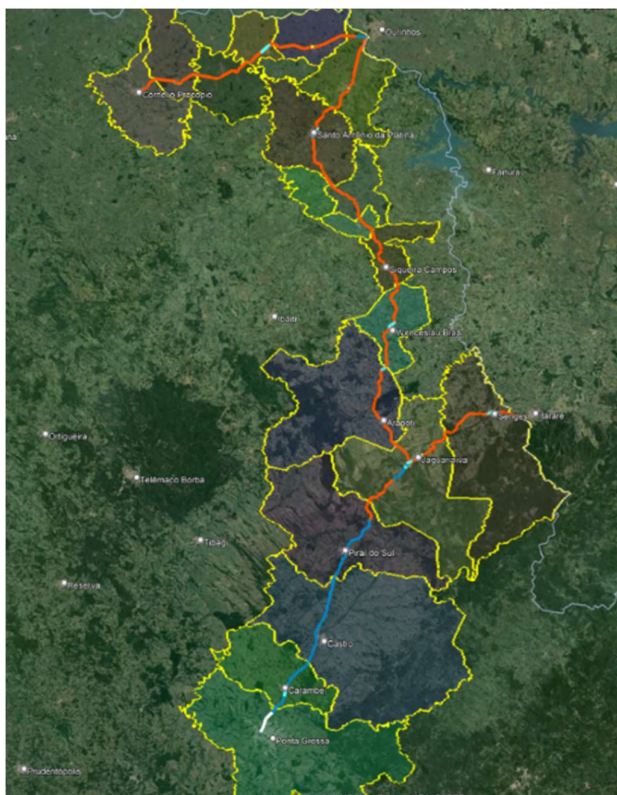 Ourinhos
Cornélio Procópio
Santo Antônio da Platina
Fartura
Siqueira Campos
Ibaiti
Wenceslau Braz
Arapoti
Sengés
Itararé
Ortigueira
Jaguariaíva
Telêmaco Borba
Tibagi
Piraí do Sul
Reserva
Castro
Carambeí
Ponta Grossa
Prudentópolis